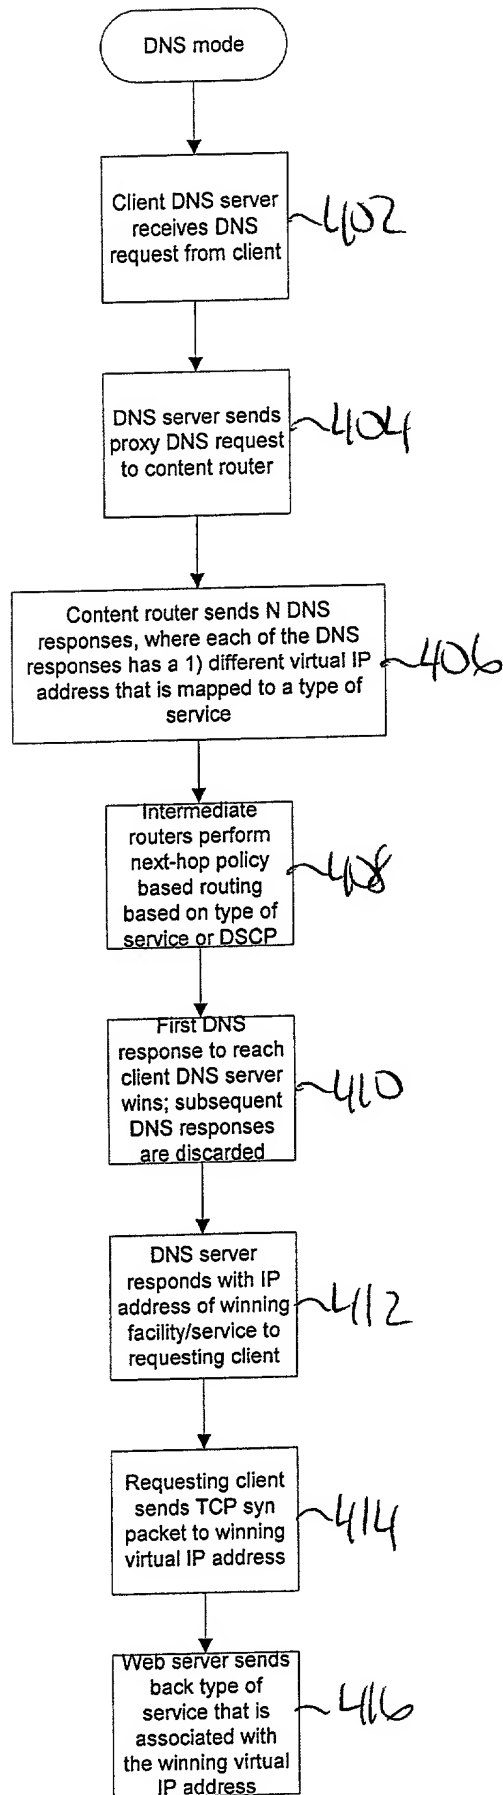 DNS mode
Client DNS server
receives DNS
request from client
402
DNS server sends
proxy DNS request
to content router
404
Content router sends N DNS
responses, where each of the DNS
responses has a 1) different virtual IP
address that is mapped to a type of
service
406
Intermediate
routers perform
next-hop policy
based routing
based on type of
service or DSCP
408
First DNS
response to reach
client DNS server
wins; subsequent
DNS responses
are discarded
410
DNS server
responds with IP
address of winning
facility/service to
requesting client
412
Requesting client
sends TCP syn
packet to winning
virtual IP address
414
Web server sends
back type of
service that is
associated with
the winning virtual
IP address
416